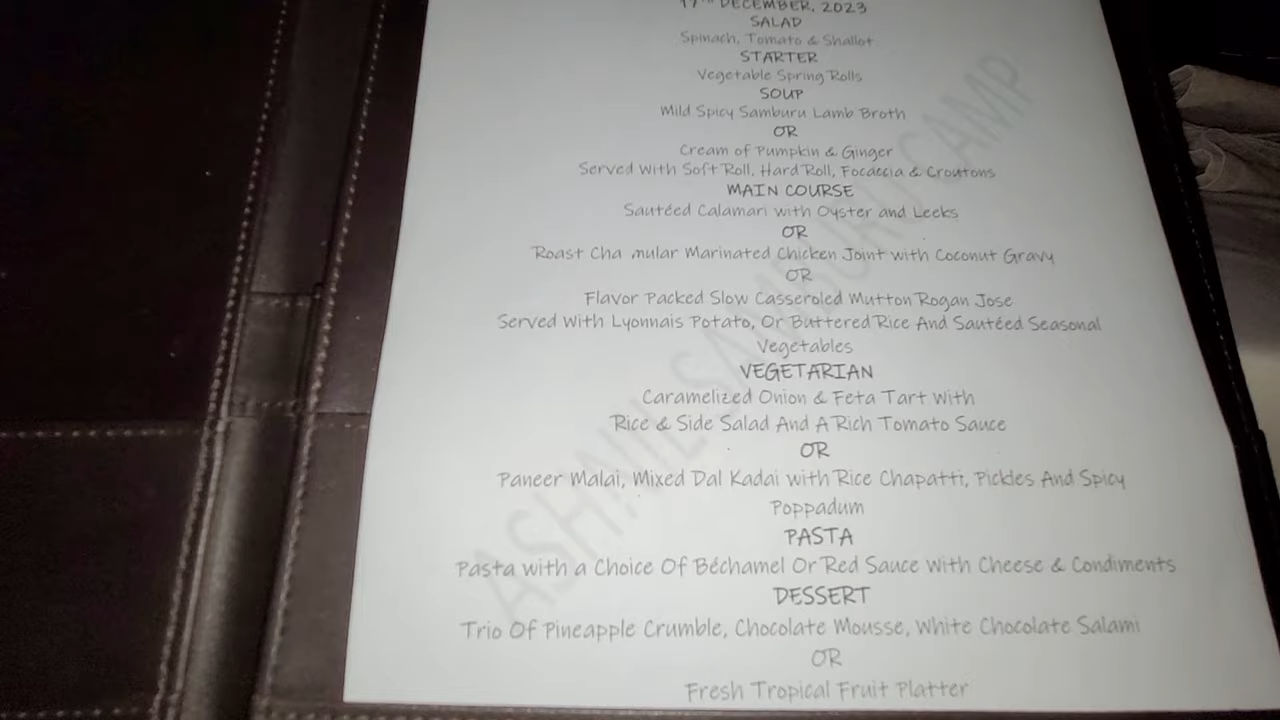 DECEMBER, 2023
SALAD
Spinach, Tomato & Shallot
STARTER
Vegetable Spring Rolls
SOUP
Mild Spicy Samburu Lamb Broth
OR
Cream of Pumpkin & Ginger
Served With Soft Roll, Hard Roll, Focaccia & Croutons
MAIN COURSE
Sautéed Calamari with Oyster and Leeks
OR
Roast Cha mular Marinated Chicken Joint with Coconut Gravy
OR
Flavor Packed Slow Casseroled Mutton Rogan Jose
Served With Lyonnais Potato, Or Buttered Rice And Sautéed Seasonal
Vegetables
VEGETARIAN
Caramelized Onion & Feta Tart With
Rice & Side Salad And A Rich Tomato Sauce
OR
Paneer Malai, Mixed Dal Kadai with Rice Chapatti, Pickles And Spicy
Poppadum
PASTA
Pasta with a Choice Of Béchamel Or Red Sauce With Cheese & Condiments
DESSERT
Trio Of Pineapple Crumble, Chocolate Mousse, White Chocolate Salami
OR
Fresh Tropical Fruit Platter
ASHNIL SAMBURU CAMP